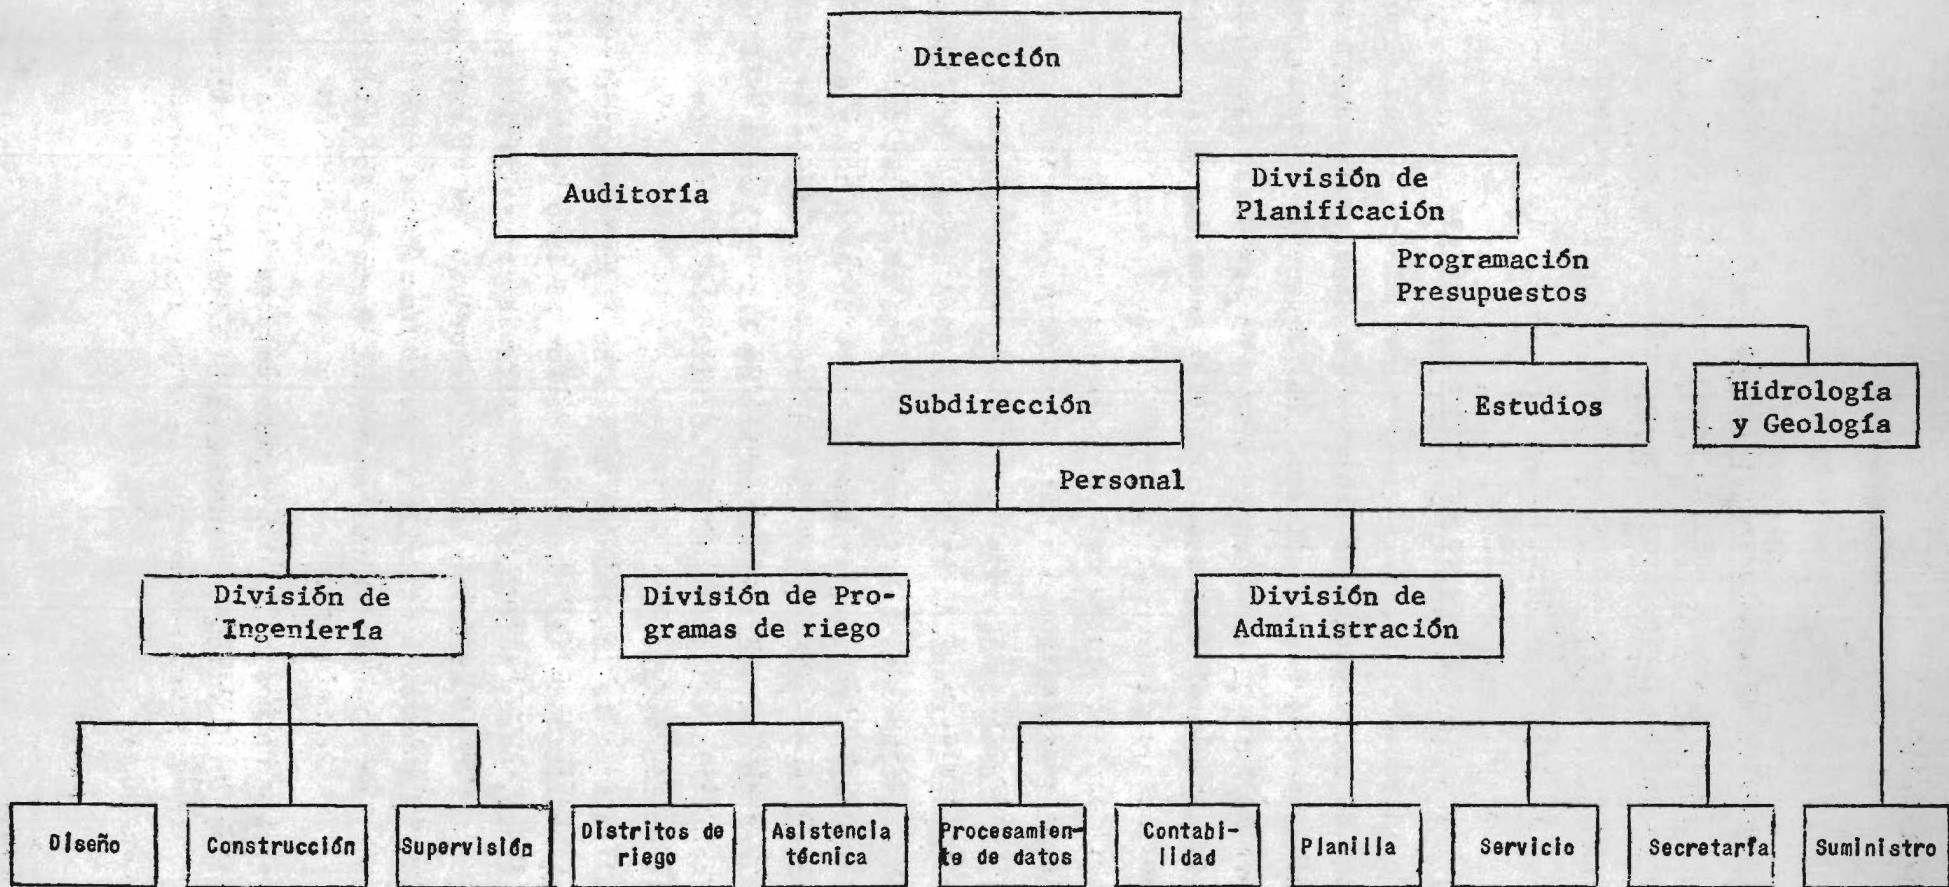 Dirección
Auditoría
División de
Planificación
Programación
Presupuestos
Subdirección
Estudios
Hidrología
y Geología
Personal
División de
Ingeniería
División de Pro-
gramas de riego
División de
Administración
Diseño
Construcción
Supervisión
Distritos de
riego
Asistencia
técnica
Procesamien-
te de datos
Contabi-
lidad
Planilla
Servicio
Secretaría
Suministro